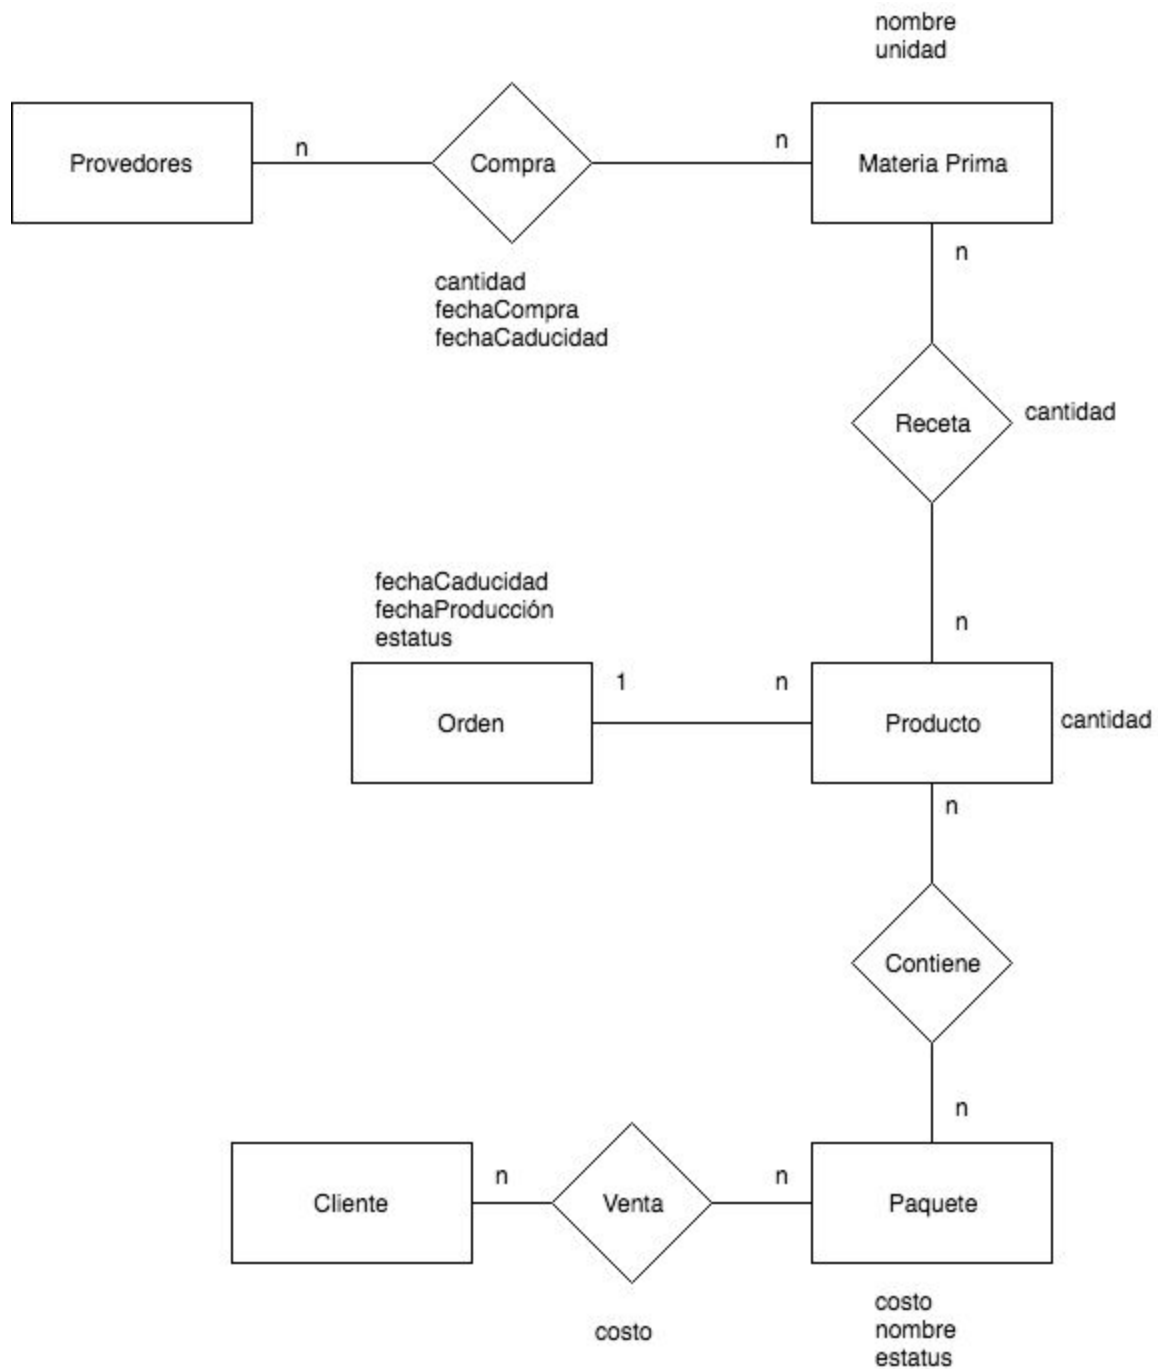 nombre
unidad
Provedores
n
Compra
n
Materia Prima
cantidad
fechaCompra
fechaCaducidad
n
Receta
cantidad
n
fechaCaducidad
fechaProducción
estatus
Orden
1
n
Producto
cantidad
n
Contiene
n
Cliente
n
Venta
n
Paquete
costo
costo
nombre
estatus